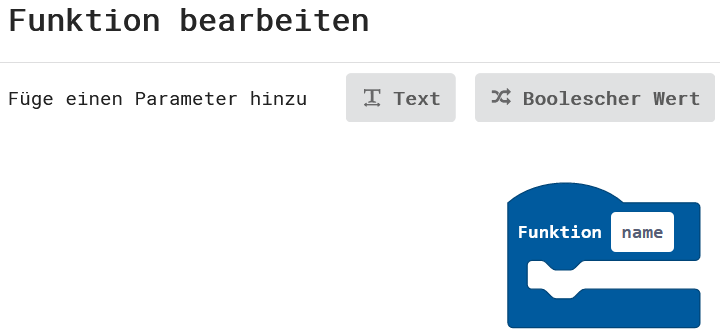 Funktion bearbeiten
Füge einen Parameter hinzu Text Boolescher Wert
Funktion name